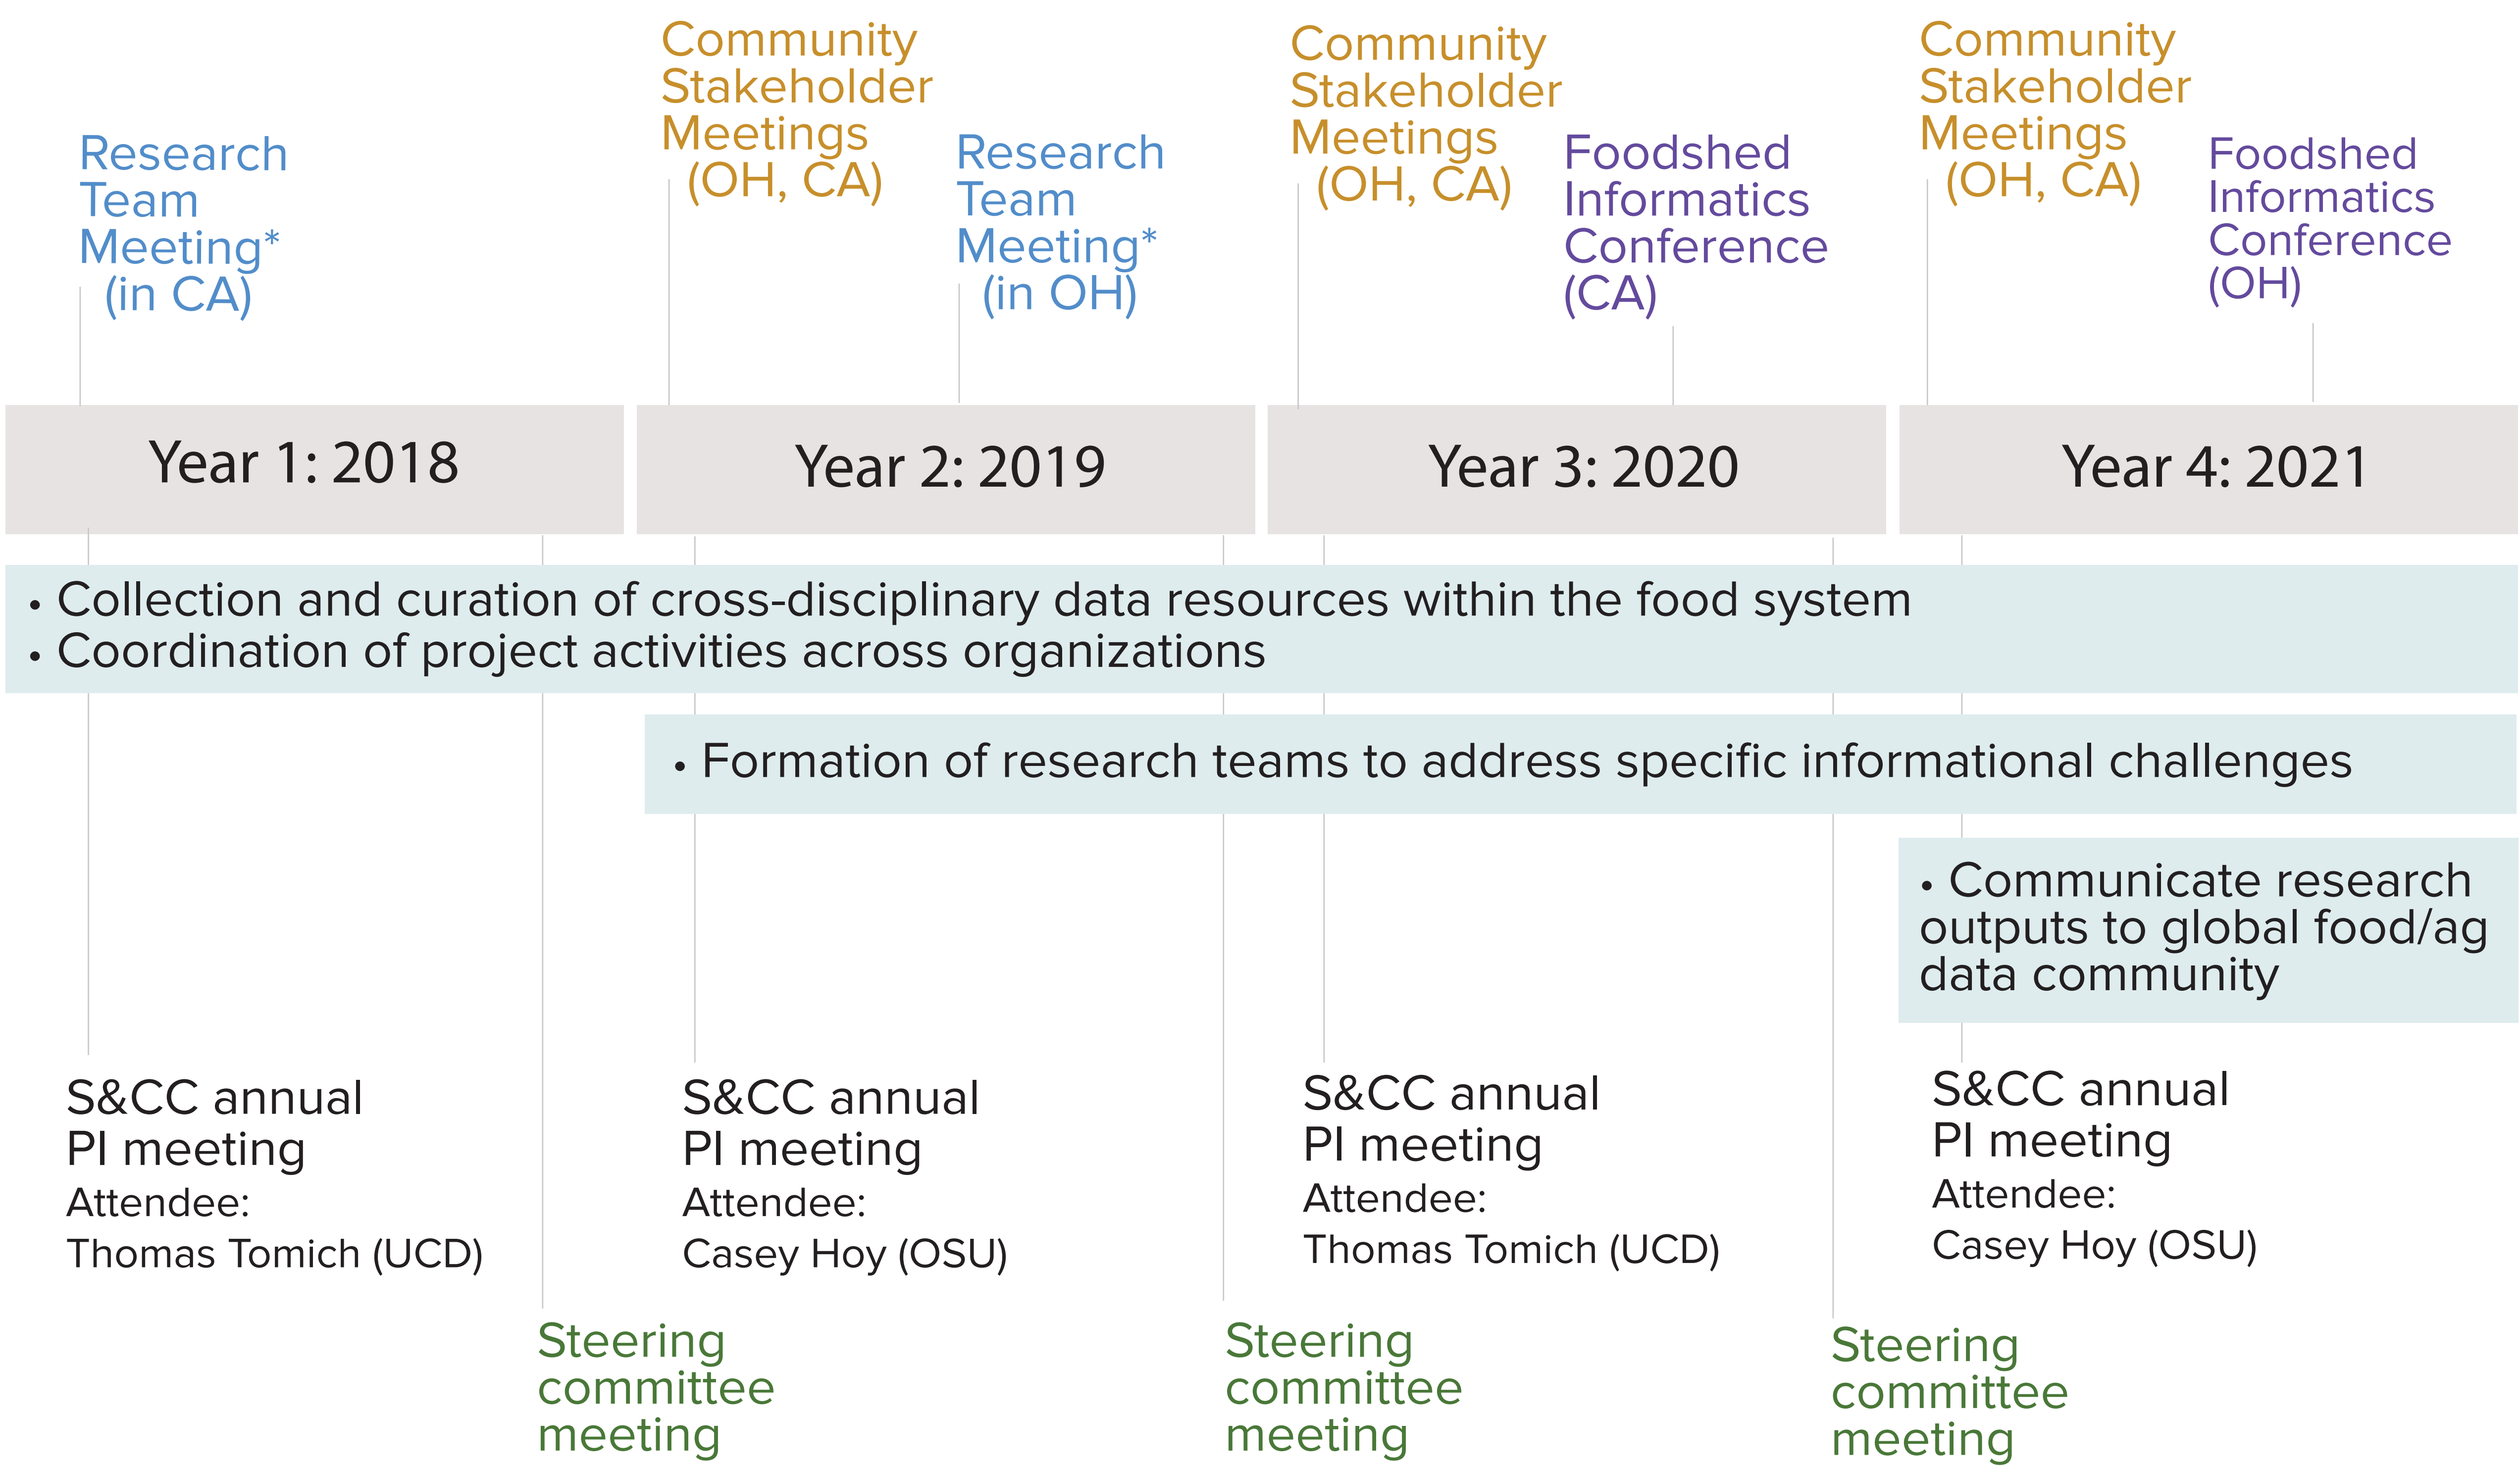 Research
Team
Meeting*
(in CA)
Community
Stakeholder
Meetings
(OH, CA)
Research
Team
Meeting*
(in OH)
Community
Stakeholder
Meetings
(OH, CA)
Foodshed
Informatics
Conference
(CA)
Community
Stakeholder
Meetings
(OH, CA)
Foodshed
Informatics
Conference
(OH)
Year 1: 2018
Year 2: 2019
Year 3: 2020
Year 4: 2021
• Collection and curation of cross-disciplinary data resources within the food system
• Coordination of project activities across organizations
• Formation of research teams to address specific informational challenges
• Communicate research
outputs to global food/ag
data community
S&CC annual
PI meeting
Attendee:
Thomas Tomich (UCD)
S&CC annual
PI meeting
Attendee:
Casey Hoy (OSU)
S&CC annual
PI meeting
Attendee:
Thomas Tomich (UCD)
S&CC annual
PI meeting
Attendee:
Casey Hoy (OSU)
Steering
committee
meeting
Steering
committee
meeting
Steering
committee
meeting